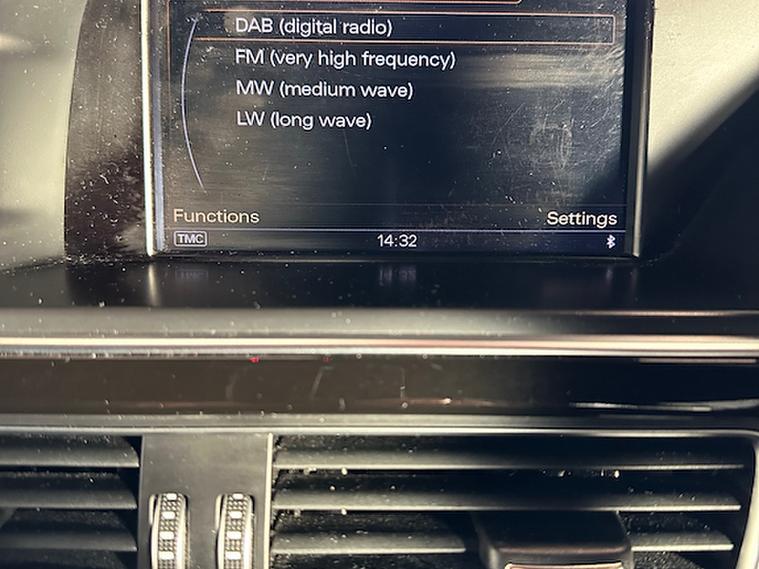 DAB (digital radio)
FM (very high frequency)
MW (medium wave)
LW (long wave)
Functions
Settings
TMC
14:32